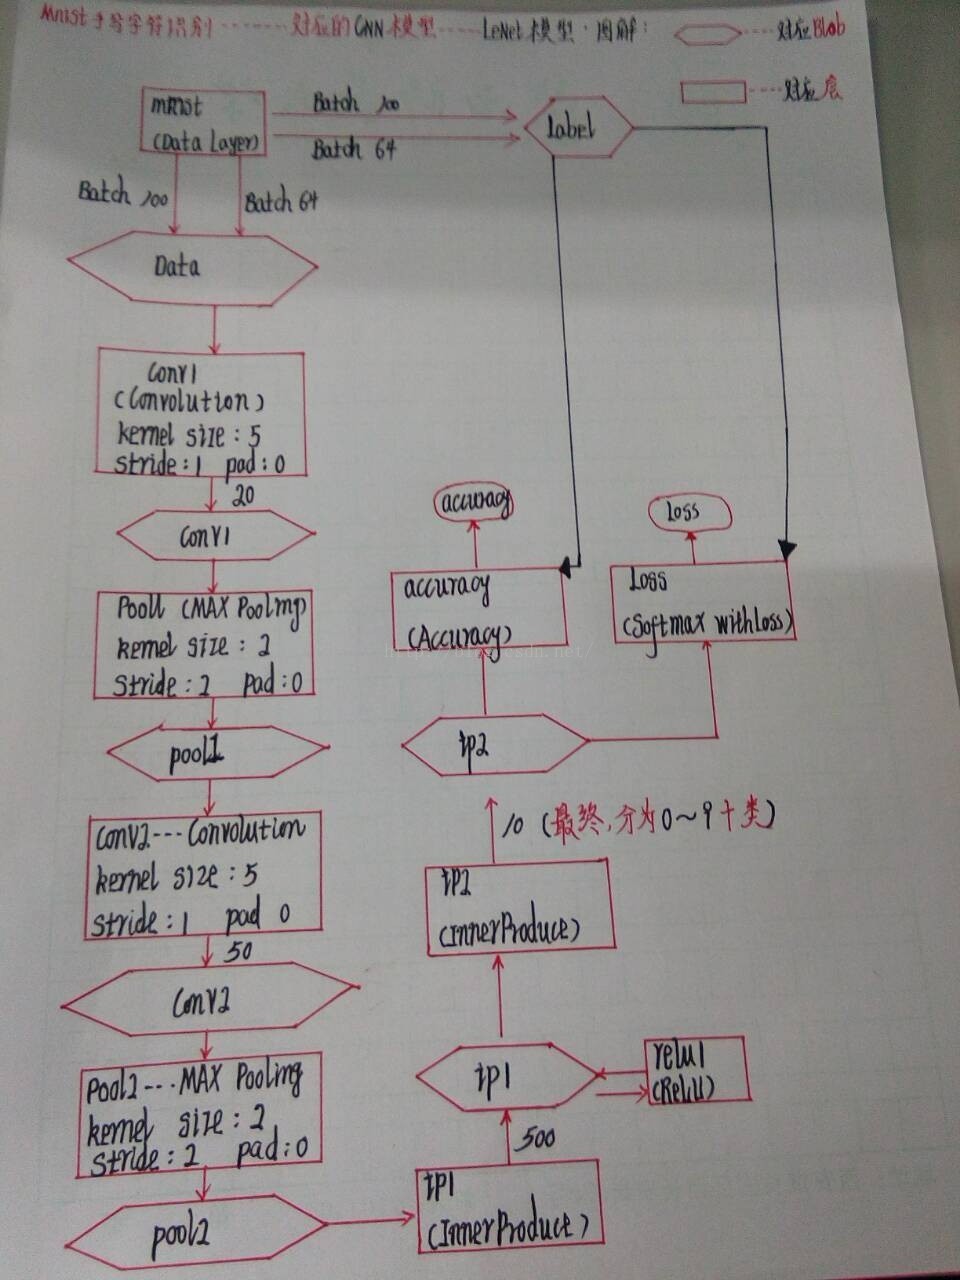 Mnist手写字符识别--------对应的CNN模型-----LeNet模型·图解:
----对应Blob
----对应层
mnist
(Data Layer)
Batch 100
Batch 64
label
Batch 100
Batch 64
Data
Conv1
(Convolution)
kernel size:5
stride:1 pad:0
20
Conv1
Pool1 (MAX Pooling)
kernel size:2
stride:2 pad:0
pool1
Conv2---Convolution
kernel size:5
stride:1 pad 0
50
Conv2
Pool2---MAX Pooling
kernel size:2
stride:2 pad:0
pool2
accuracy
loss
accuracy
(Accuracy)
Loss
(Softmax withLoss)
ip2
10 (最终,分为0~9十类)
ip2
(InnerProduce)
ip1
relu1
(ReLU)
500
ip1
(InnerProduce)